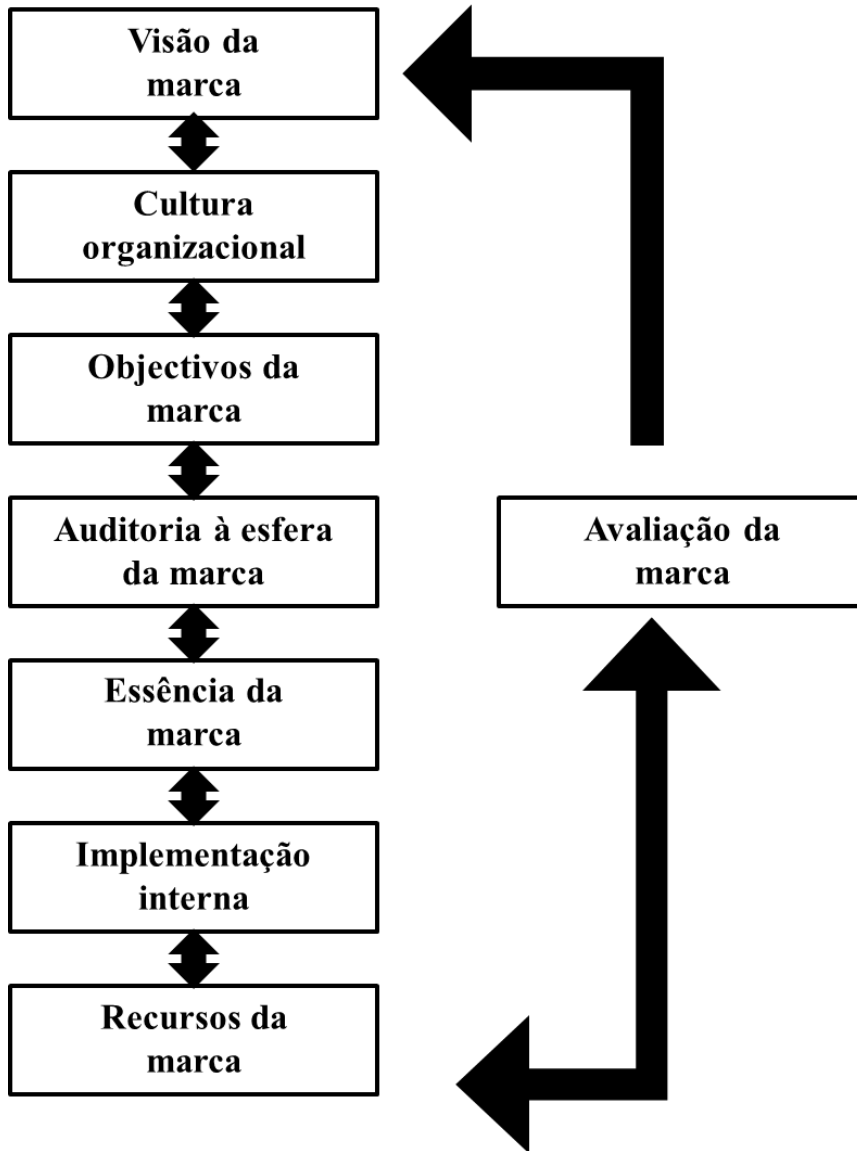 Visão da
marca
Cultura
organizacional
Objectivos da
marca
Auditoria à esfera
da marca
Avaliação da
marca
Essência da
marca
Implementação
interna
Recursos da
marca